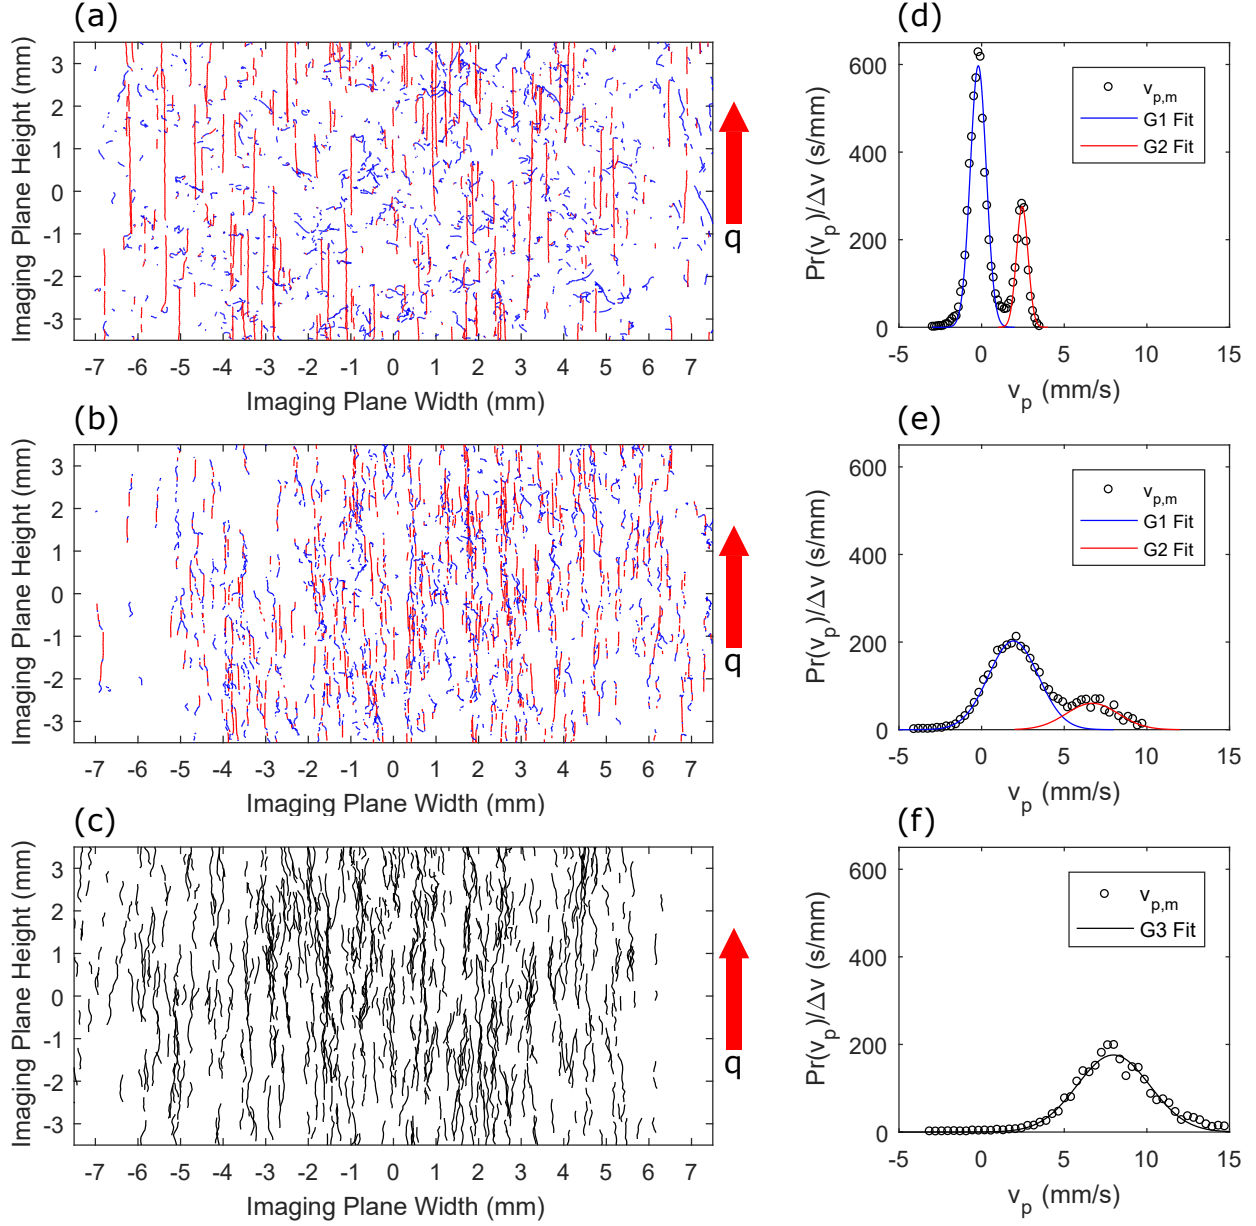 (a)
Imaging Plane Height (mm)
3
2
1
0
-1
-2
-3
-7 -6 -5 -4 -3 -2 -1 0 1 2 3 4 5 6 7
Imaging Plane Width (mm)
q
(d)
Pr(v_p)/Δv (s/mm)
600
400
200
0
-5 0 5 10 15
v_p (mm/s)
v_p,m
G1 Fit
G2 Fit
(b)
Imaging Plane Height (mm)
3
2
1
0
-1
-2
-3
-7 -6 -5 -4 -3 -2 -1 0 1 2 3 4 5 6 7
Imaging Plane Width (mm)
q
(e)
Pr(v_p)/Δv (s/mm)
600
400
200
0
-5 0 5 10 15
v_p (mm/s)
v_p,m
G1 Fit
G2 Fit
(c)
Imaging Plane Height (mm)
3
2
1
0
-1
-2
-3
-7 -6 -5 -4 -3 -2 -1 0 1 2 3 4 5 6 7
Imaging Plane Width (mm)
q
(f)
Pr(v_p)/Δv (s/mm)
600
400
200
0
-5 0 5 10 15
v_p (mm/s)
v_p,m
G3 Fit